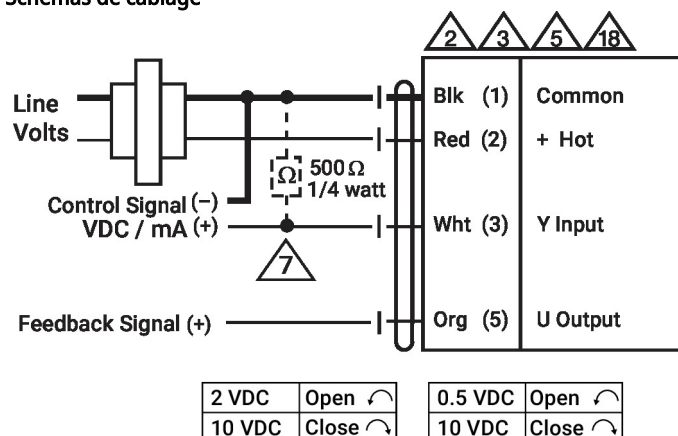 Schémas de câblage
2 3 5 18
Line
Volts
Blk (1) Common
Red (2) + Hot
Ω 500 Ω
1/4 watt
Control Signal (–)
VDC / mA (+)
Wht (3) Y Input
7
Feedback Signal (+)
Org (5) U Output
2 VDC Open 0.5 VDC Open
10 VDC Close 10 VDC Close